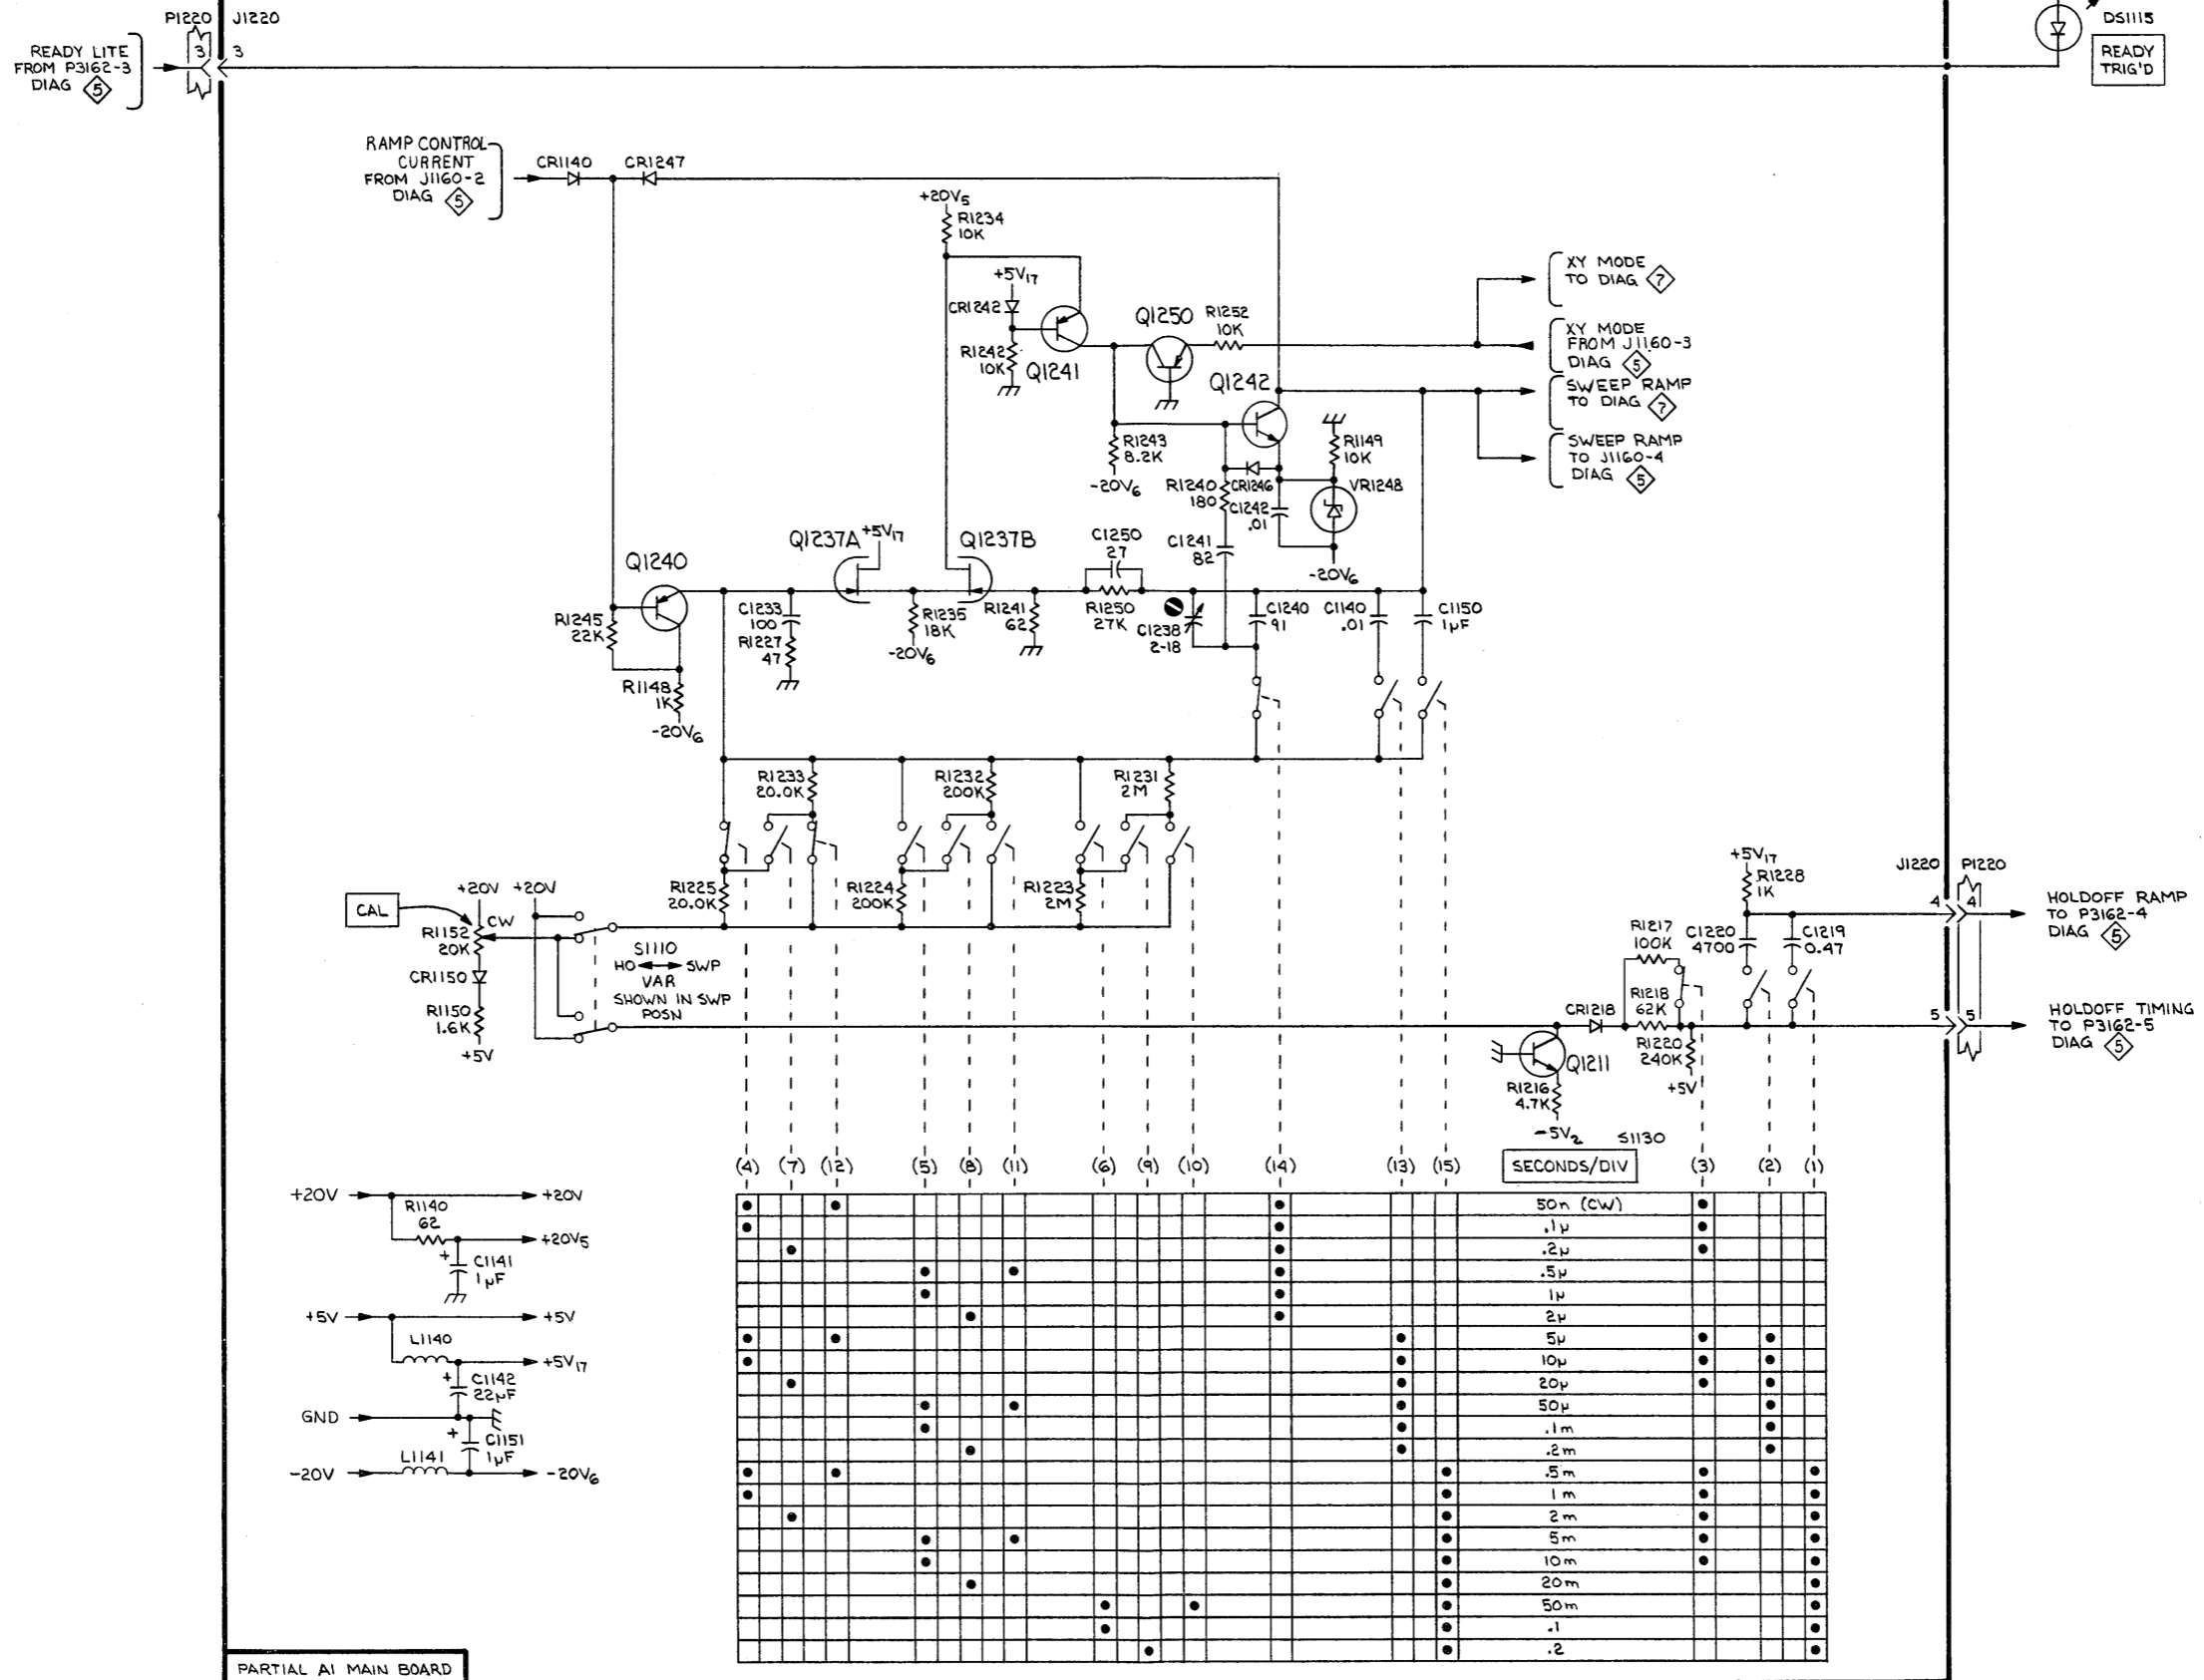 P1220 J1220
DS1115
READY
TRIG'D
READY LITE
FROM P3162-3
DIAG 5
3 3
RAMP CONTROL
CURRENT
FROM J1160-2
DIAG 5
CR1140 CR1247
+20V5
R1234
10K
+5V17
CR1242
R1242
10K
Q1241
Q1250
R1252
10K
XY MODE
TO DIAG 7
XY MODE
FROM J1160-3
DIAG 5
SWEEP RAMP
TO DIAG 7
SWEEP RAMP
TO J1160-4
DIAG 5
Q1242
R1243
8.2K
-20V6
R1149
10K
R1240
180
CR1246
VR1248
C1242
.01
C1241
82
-20V6
Q1240
Q1237A
+5V17
Q1237B
C1250
27
R1245
22K
C1233
100
R1227
47
R1235
18K
-20V6
R1241
62
R1250
27K
C1238
2-18
C1240
91
C1140
.01
C1150
1µF
R1148
1K
-20V6
R1233
20.0K
R1232
200K
R1231
2M
R1225
20.0K
R1224
200K
R1223
2M
CAL
+20V +20V
CW
R1152
20K
CR1150
R1150
1.6K
+5V
S1110
HO SWP
VAR
SHOWN IN SWP
POSN
+5V17
R1228
1K
J1220 P1220
4 4
HOLDOFF RAMP
TO P3162-4
DIAG 5
R1217
100K
C1220
4700
C1219
0.47
CR1218
R1218
62K
R1220
240K
+5V
5 5
HOLDOFF TIMING
TO P3162-5
DIAG 5
Q1211
R1216
4.7K
-5V2
S1130
(4) (7) (12) (5) (8) (11) (6) (9) (10) (14) (13) (15) SECONDS/DIV (3) (2) (1)
50n (CW)
.1µ
.2µ
.5µ
1µ
2µ
5µ
10µ
20µ
50µ
.1m
.2m
.5m
1m
2m
5m
10m
20m
50m
.1
.2
+20V +20V
R1140
62
+20V5
+
C1141
1µF
+5V +5V
L1140
+5V17
+
C1142
22µF
GND
+
C1151
1µF
L1141
-20V -20V6
PARTIAL A1 MAIN BOARD